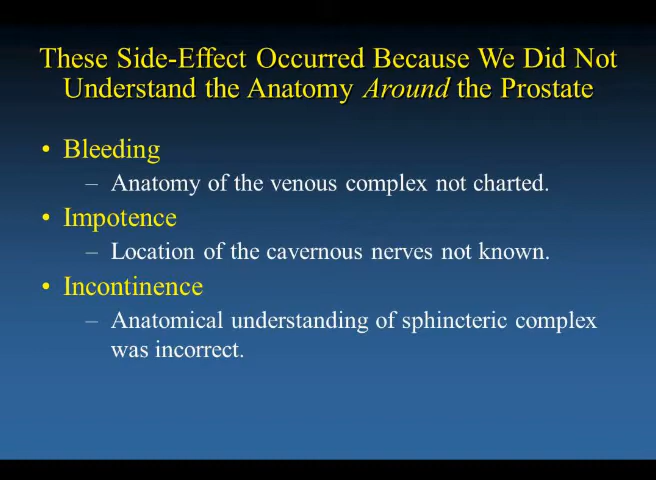 These Side-Effect Occurred Because We Did Not
Understand the Anatomy Around the Prostate
• Bleeding
– Anatomy of the venous complex not charted.
• Impotence
– Location of the cavernous nerves not known.
• Incontinence
– Anatomical understanding of sphincteric complex
was incorrect.